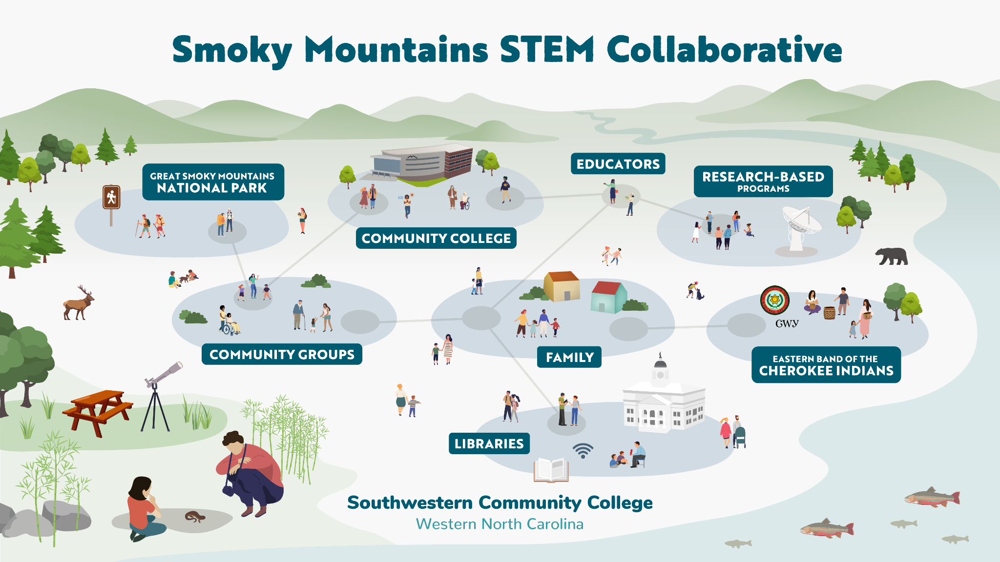 Smoky Mountains STEM Collaborative
EDUCATORS
GREAT SMOKY MOUNTAINS
NATIONAL PARK
RESEARCH-BASED
PROGRAMS
COMMUNITY COLLEGE
ᏣᎳᎩ
COMMUNITY GROUPS
FAMILY
EASTERN BAND OF THE
CHEROKEE INDIANS
LIBRARIES
Southwestern Community College
Western North Carolina